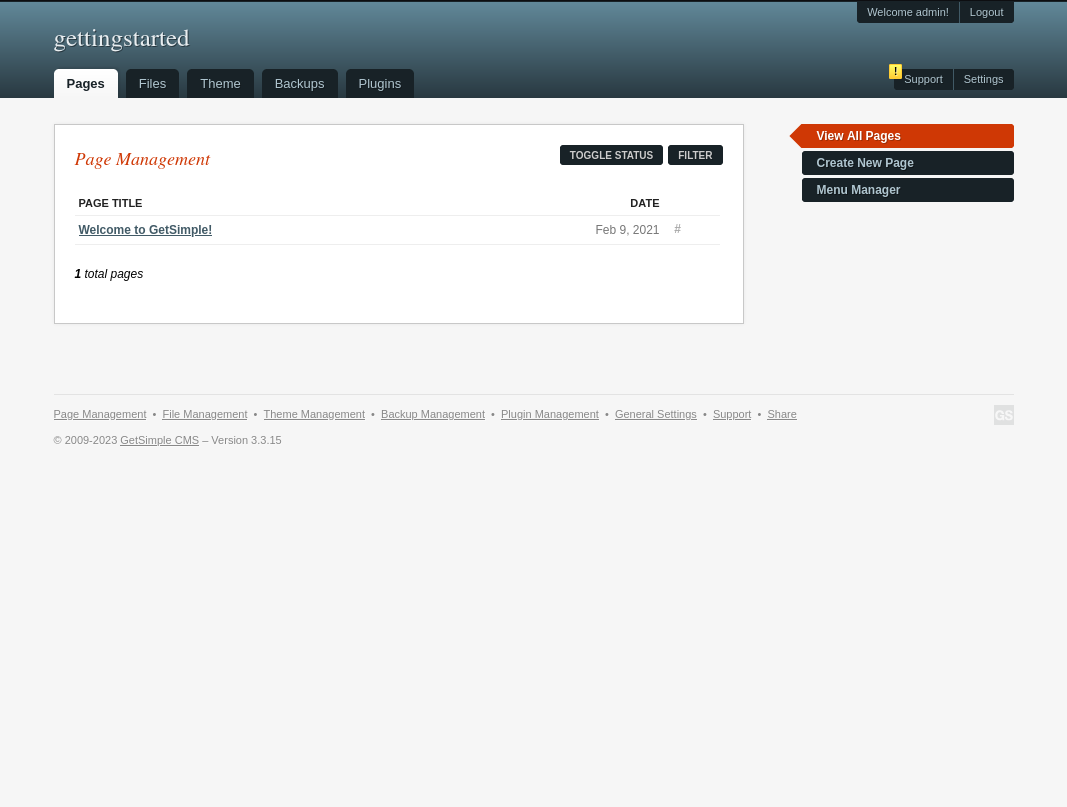 Welcome admin! Logout
gettingstarted
Pages Files Theme Backups Plugins
! Support Settings
Page Management
TOGGLE STATUS FILTER
PAGE TITLE DATE
Welcome to GetSimple! Feb 9, 2021 #
1 total pages
View All Pages
Create New Page
Menu Manager
Page Management • File Management • Theme Management • Backup Management • Plugin Management • General Settings • Support • Share
GS
© 2009-2023 GetSimple CMS – Version 3.3.15